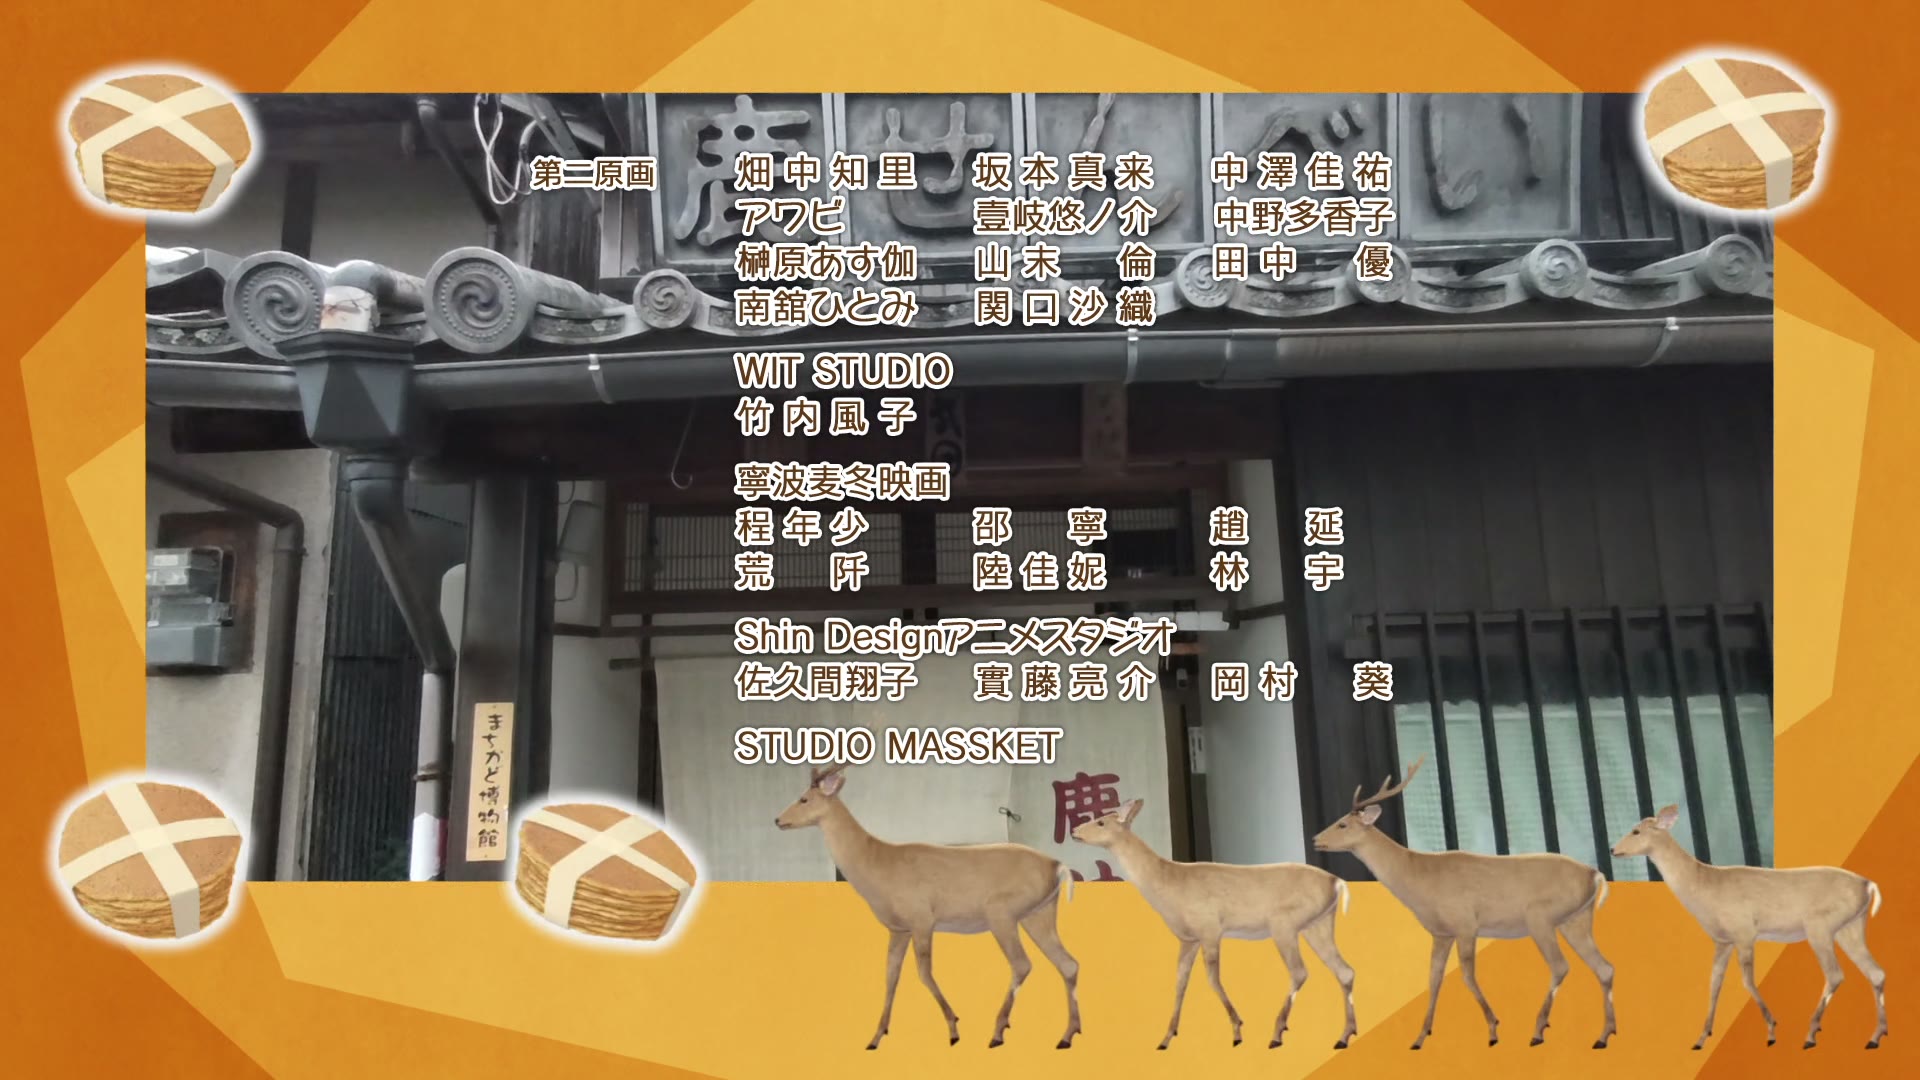 鹿せんべい
第二原画 畑中知里 坂本真来 中澤佳祐
アワビ 壹岐悠ノ介 中野多香子
榊原あす伽 山末倫 田中優
南舘ひとみ 関口沙織
WIT STUDIO
竹内風子
寧波麦冬映画
程年少 邵寧 趙延
荒阡 陸佳妮 林宇
Shin Designアニメスタジオ
佐久間翔子 實藤亮介 岡村葵
STUDIO MASSKET
まちかど博物館
鹿